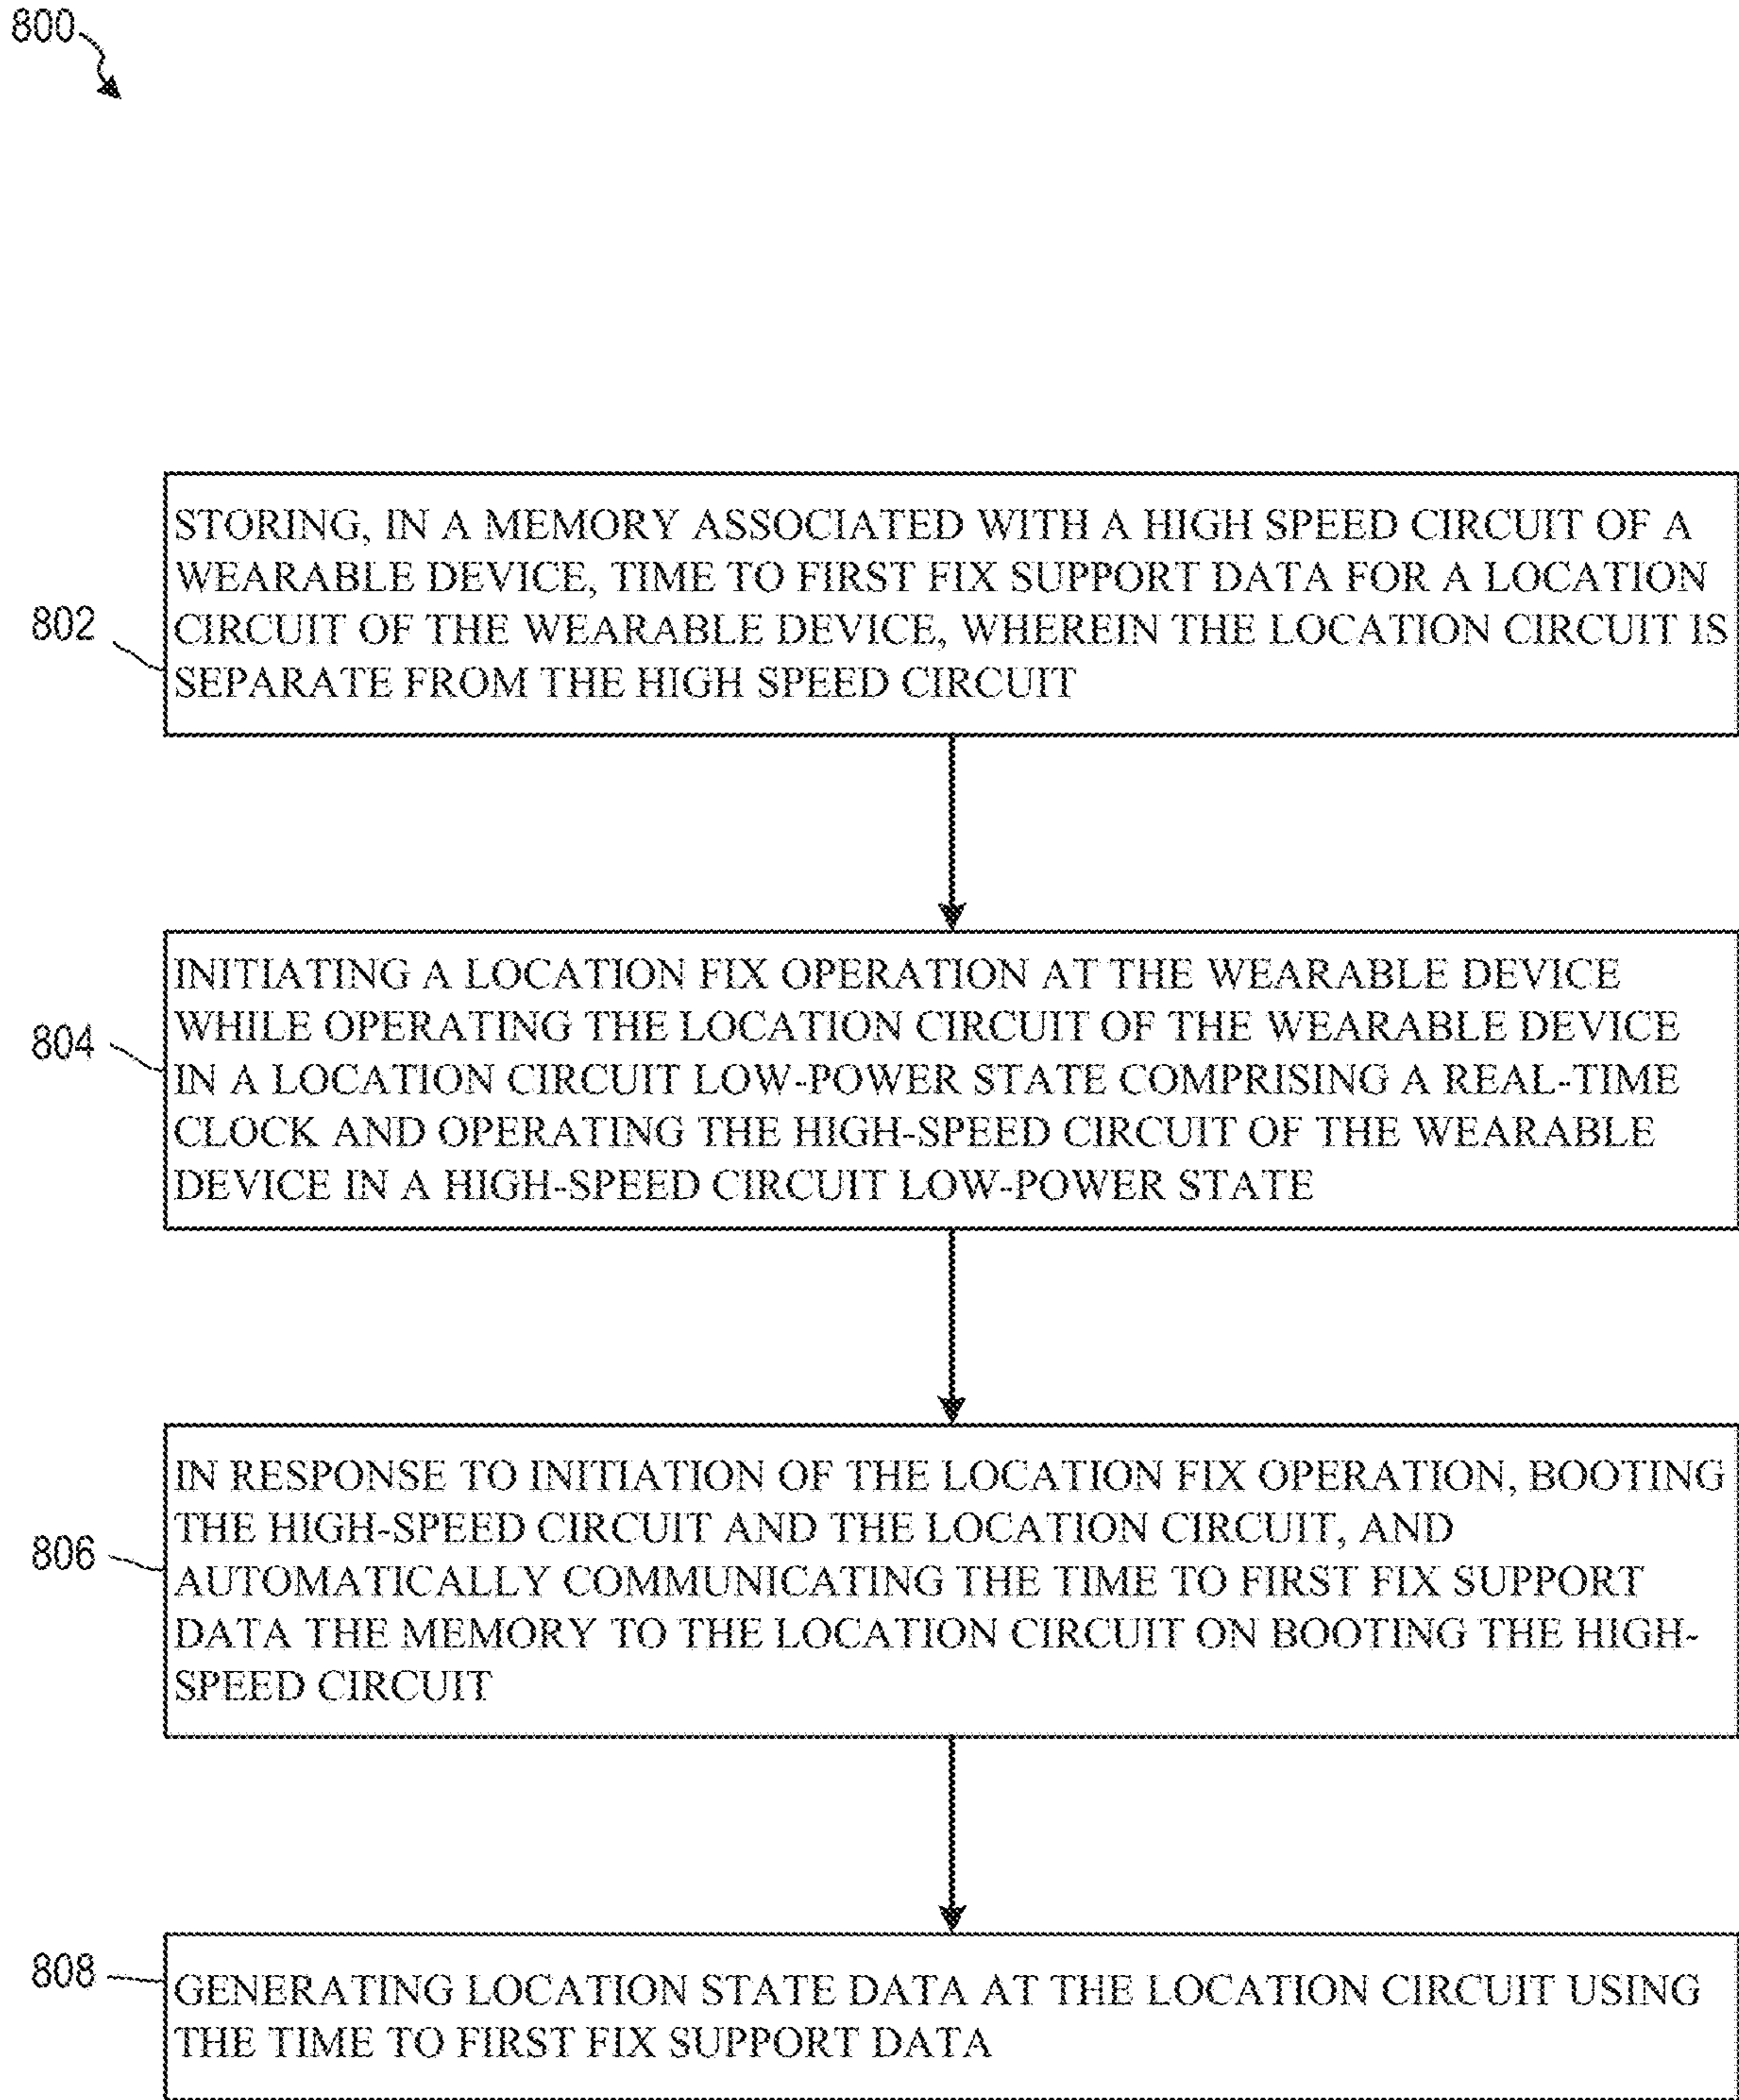 800
STORING, IN A MEMORY ASSOCIATED WITH A HIGH SPEED CIRCUIT OF A
WEARABLE DEVICE, TIME TO FIRST FIX SUPPORT DATA FOR A LOCATION
802
CIRCUIT OF THE WEARABLE DEVICE, WHEREIN THE LOCATION CIRCUIT IS
SEPARATE FROM THE HIGH SPEED CIRCUIT
INITIATING A LOCATION FIX OPERATION AT THE WEARABLE DEVICE
WHILE OPERATING THE LOCATION CIRCUIT OF THE WEARABLE DEVICE
804
IN A LOCATION CIRCUIT LOW-POWER STATE COMPRISING A REAL-TIME
CLOCK AND OPERATING THE HIGH-SPEED CIRCUIT OF THE WEARABLE
DEVICE IN A HIGH-SPEED CIRCUIT LOW-POWER STATE
IN RESPONSE TO INITIATION OF THE LOCATION FIX OPERATION, BOOTING
THE HIGH-SPEED CIRCUIT AND THE LOCATION CIRCUIT, AND
806
AUTOMATICALLY COMMUNICATING THE TIME TO FIRST FIX SUPPORT
DATA THE MEMORY TO THE LOCATION CIRCUIT ON BOOTING THE HIGH-
SPEED CIRCUIT
808
GENERATING LOCATION STATE DATA AT THE LOCATION CIRCUIT USING
THE TIME TO FIRST FIX SUPPORT DATA